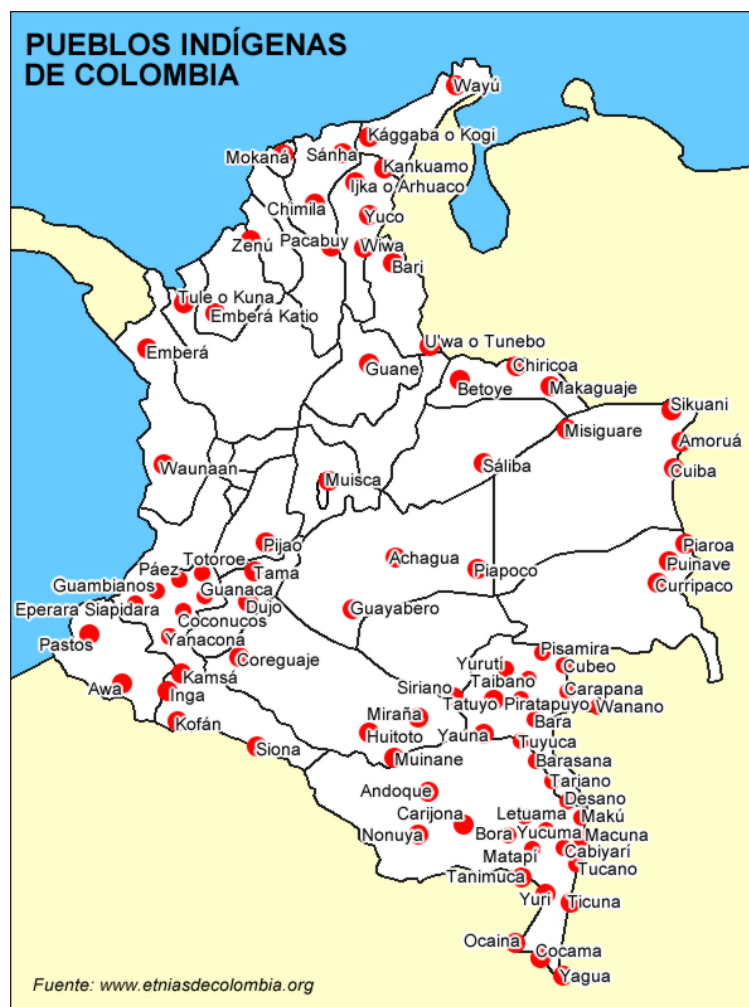 PUEBLOS INDÍGENAS
DE COLOMBIA
Wayú
Kággaba o Kogi
Mokaná
Sánha
Kankuamo
Ijka o Arhuaco
Chimila
Yuco
Zenú
Pacabuy
Wiwa
Bari
Tule o Kuna
Emberá Katio
Emberá
U'wa o Tunebo
Guane
Chiricoa
Betoye
Makaguaje
Sikuani
Misiguare
Amoruá
Waunaan
Sáliba
Cuiba
Muisca
Pijao
Piaroa
Totoroe
Achagua
Puinave
Páez
Tama
Piapoco
Curripaco
Guambianos
Guanaca
Eperara Siapidara
Dujo
Guayabero
Coconucos
Pastos
Yanacona
Coreguaje
Pisamira
Yurutí
Cubeo
Kamsá
Taibano
Awa
Inga
Siriano
Carapana
Tatuyo
Piratapuyo
Wanano
Miraña
Bara
Kofán
Huitoto
Yauna
Tuyuca
Siona
Muinane
Barasana
Tariano
Andoque
Desano
Carijona
Letuama
Makú
Nonuya
Bora
Yucuma
Macuna
Matapí
Cabiyarí
Tucano
Tanimuca
Yuri
Ticuna
Ocaina
Cocama
Yagua
Fuente: www.etniasdecolombia.org